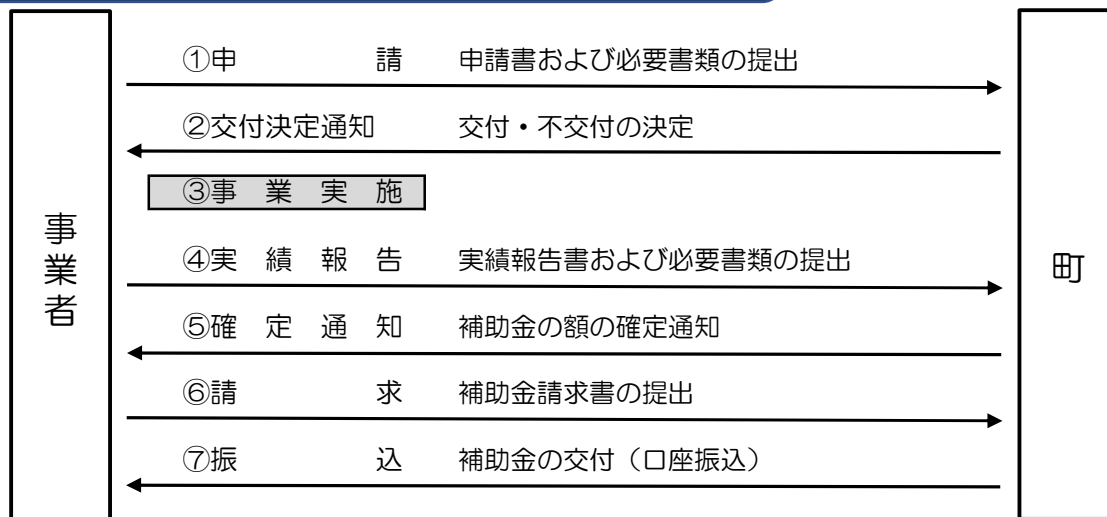 事業者
①申請 申請書および必要書類の提出
②交付決定通知 交付・不交付の決定
③事業実施
④実績報告 実績報告書および必要書類の提出
⑤確定通知 補助金の額の確定通知
⑥請求 補助金請求書の提出
⑦振込 補助金の交付（口座振込）
町